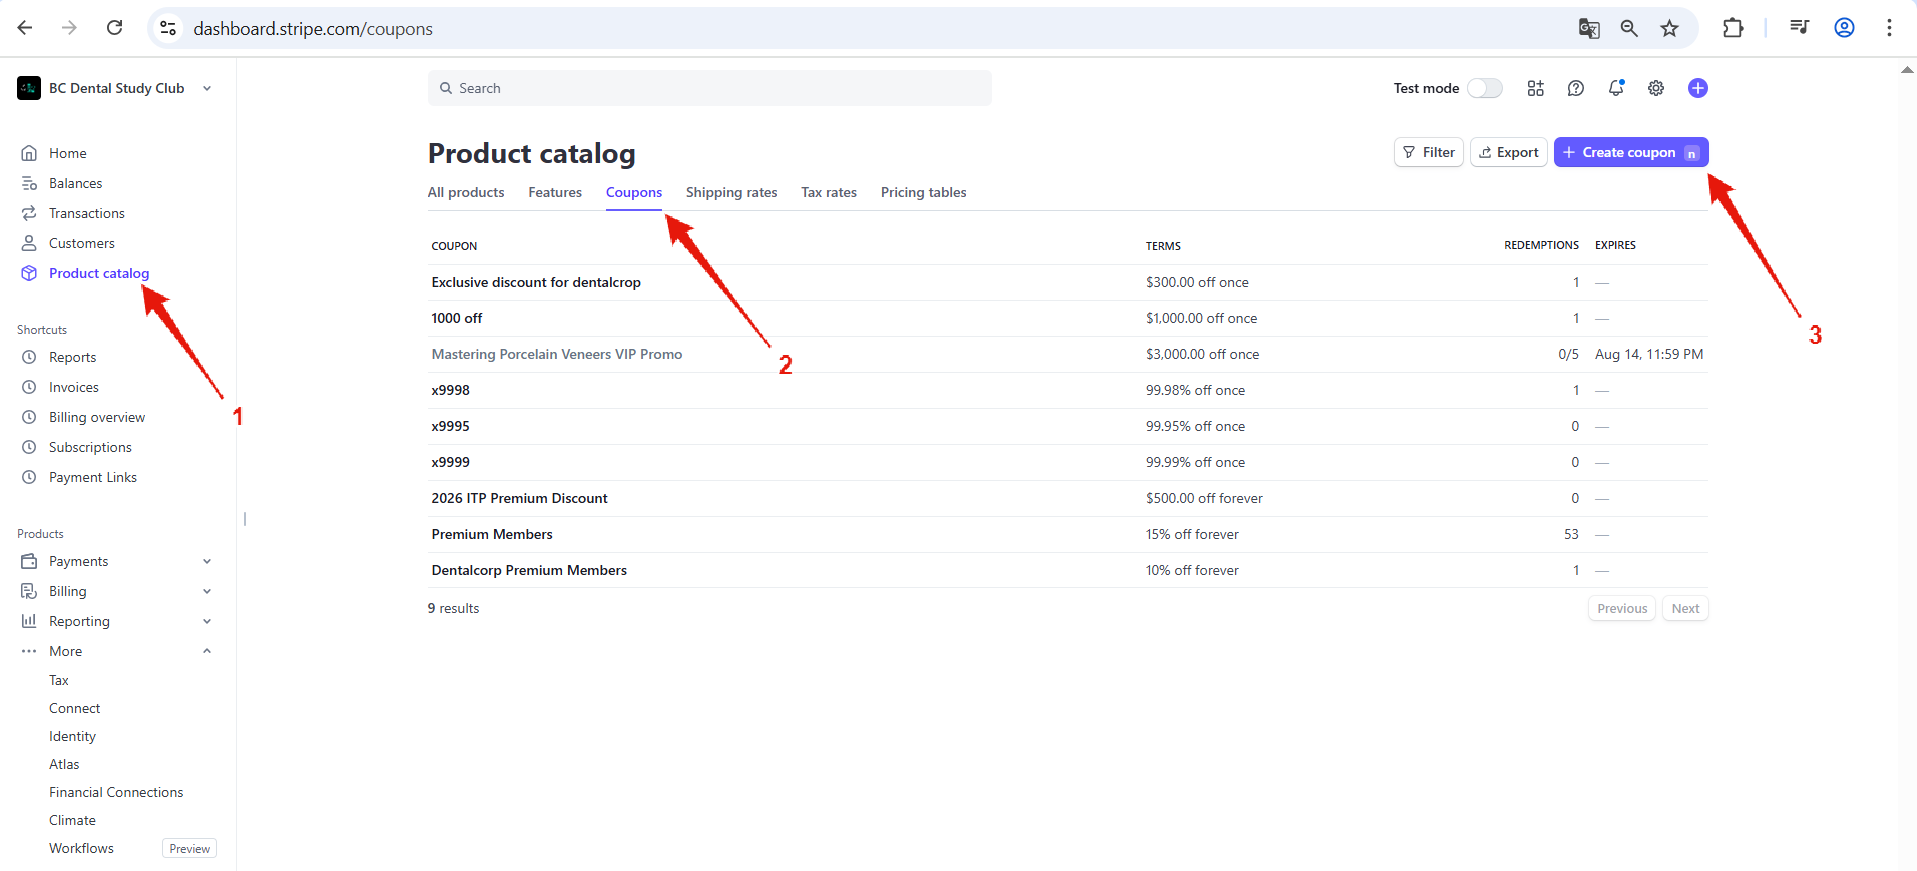 dashboard.stripe.com/coupons
BC Dental Study Club
Search
Test mode
Home
Balances
Transactions
Customers
Product catalog
1
Shortcuts
Reports
Invoices
Billing overview
Subscriptions
Payment Links
Products
Payments
Billing
Reporting
More
Tax
Connect
Identity
Atlas
Financial Connections
Climate
Workflows Preview
Product catalog
Filter Export + Create coupon n
All products Features Coupons Shipping rates Tax rates Pricing tables
2
3
COUPON TERMS REDEMPTIONS EXPIRES
Exclusive discount for dentalcrop $300.00 off once 1 —
1000 off $1,000.00 off once 1 —
Mastering Porcelain Veneers VIP Promo $3,000.00 off once 0/5 Aug 14, 11:59 PM
x9998 99.98% off once 1 —
x9995 99.95% off once 0 —
x9999 99.99% off once 0 —
2026 ITP Premium Discount $500.00 off forever 0 —
Premium Members 15% off forever 53 —
Dentalcorp Premium Members 10% off forever 1 —
9 results
Previous Next